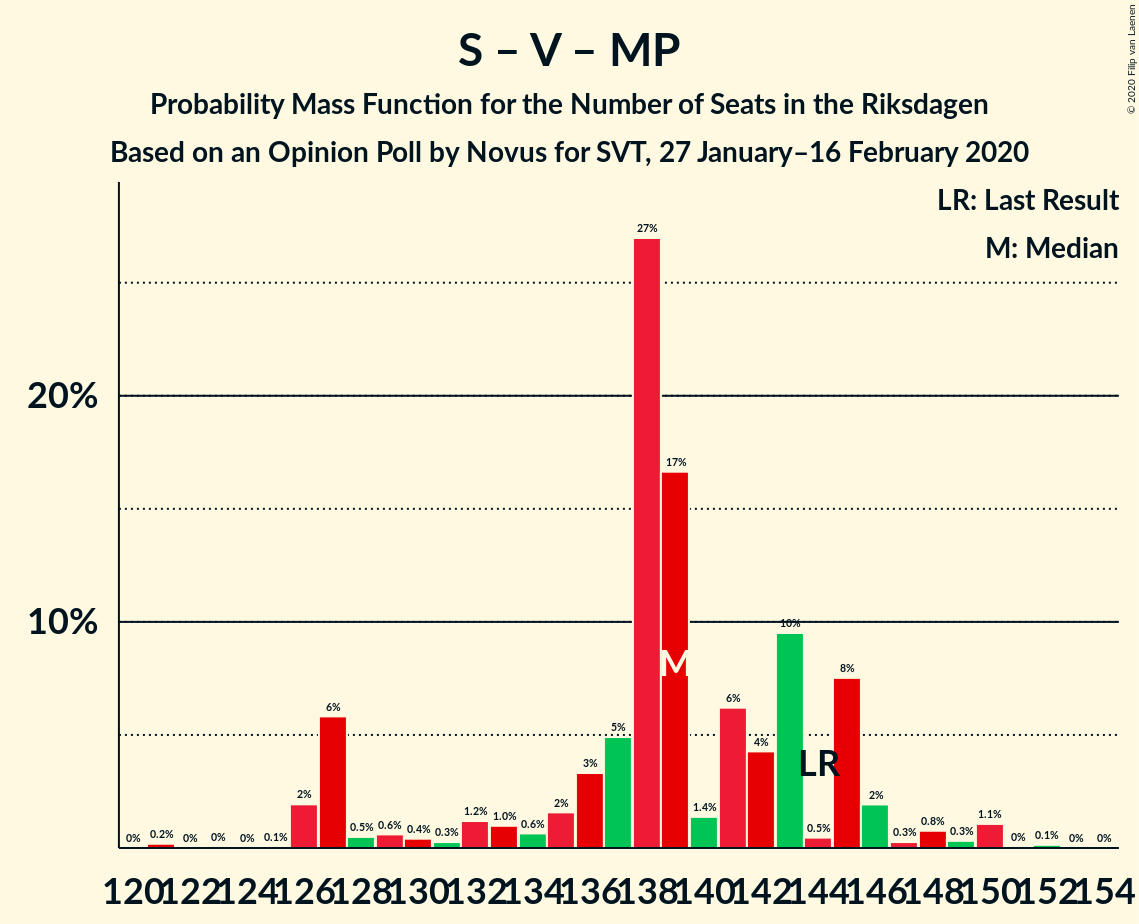 S – V – MP
Probability Mass Function for the Number of Seats in the Riksdagen
Based on an Opinion Poll by Novus for SVT, 27 January–16 February 2020
© 2020 Filip van Laenen
LR: Last Result
M: Median
20%
10%
0% 0.2% 0% 0% 0% 0.1% 2% 6% 0.5% 0.6% 0.4% 0.3% 1.2% 1.0% 0.6% 2% 3% 5% 27% 17% 1.4% 6% 4% 10% 0.5% 8% 2% 0.3% 0.8% 0.3% 1.1% 0% 0.1% 0% 0%
M
LR
120 122 124 126 128 130 132 134 136 138 140 142 144 146 148 150 152 154